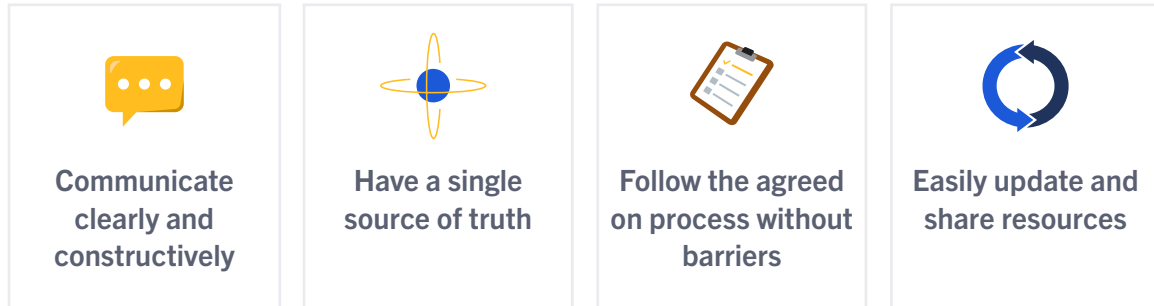 Communicate
clearly and
constructively
Have a single
source of truth
Follow the agreed
on process without
barriers
Easily update and
share resources